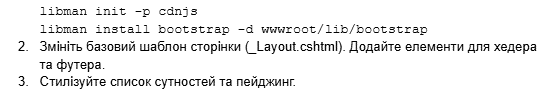 libman init -p cdnjs
libman install bootstrap -d wwwroot/lib/bootstrap
2. Змініть базовий шаблон сторінки (_Layout.cshtml). Додайте елементи для хедера
та футера.
3. Стилізуйте список сутностей та пейджинг.